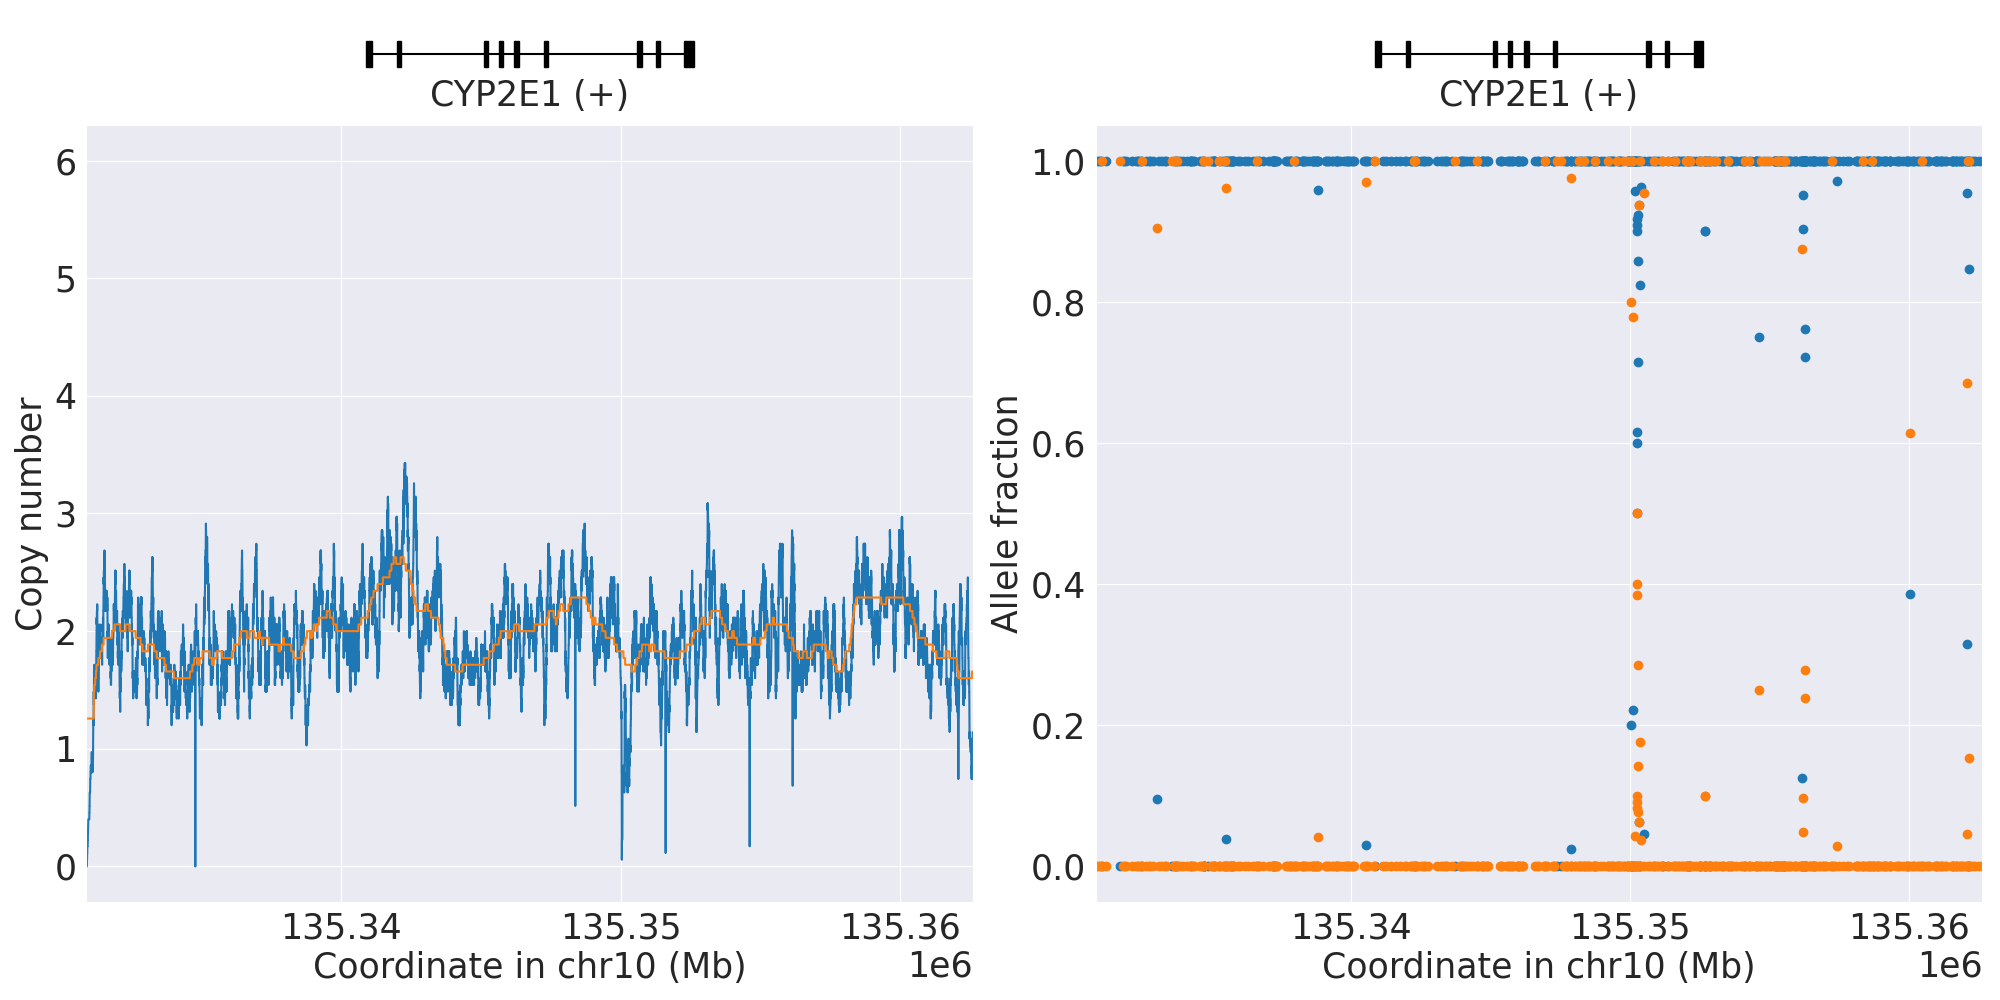 CYP2E1 (+)
6
5
4
3
2
1
0
Copy number
135.34 135.35 135.36
Coordinate in chr10 (Mb)
1e6
CYP2E1 (+)
1.0
0.8
0.6
0.4
0.2
0.0
Allele fraction
135.34 135.35 135.36
Coordinate in chr10 (Mb)
1e6